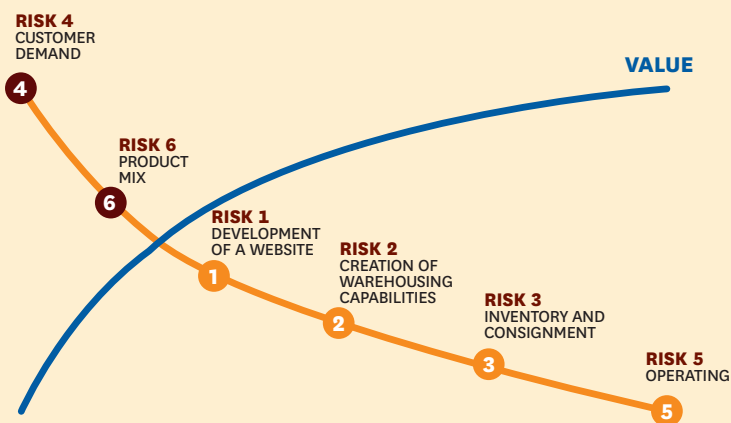 RISK 4
CUSTOMER
DEMAND
4
VALUE
RISK 6
PRODUCT
MIX
6
RISK 1
DEVELOPMENT
OF A WEBSITE
1
RISK 2
CREATION OF
WAREHOUSING
CAPABILITIES
2
RISK 3
INVENTORY AND
CONSIGNMENT
3
RISK 5
OPERATING
5